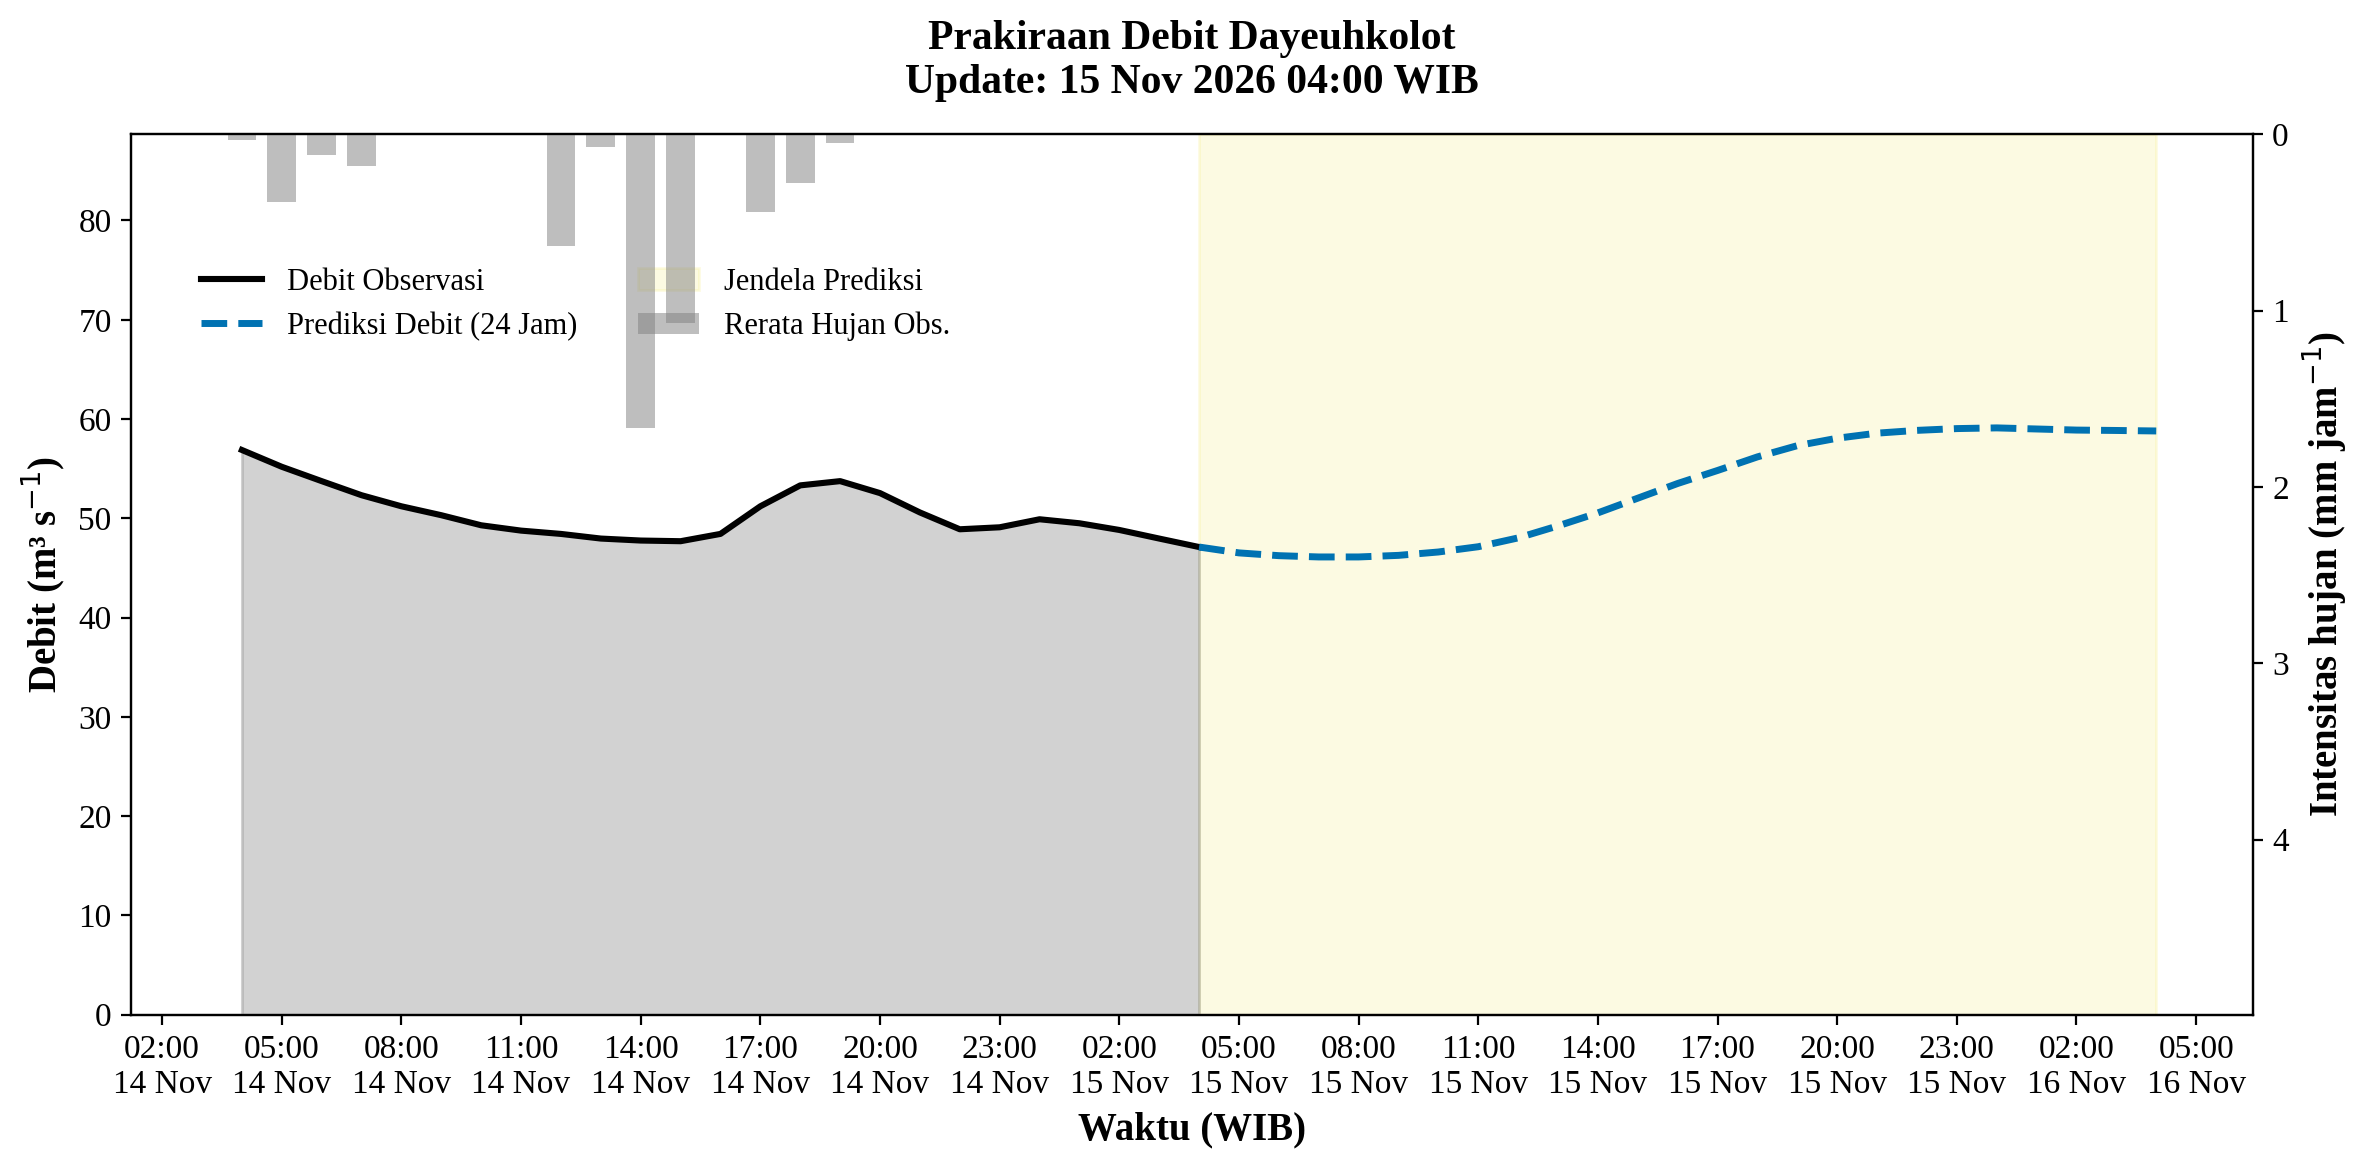 Prakiraan Debit Dayeuhkolot
Update: 15 Nov 2026 04:00 WIB
Debit (m³ s⁻¹)
80
70
60
50
40
30
20
10
0
Debit Observasi
Prediksi Debit (24 Jam)
Jendela Prediksi
Rerata Hujan Obs.
0
1
2
3
4
Intensitas hujan (mm jam⁻¹)
02:00 05:00 08:00 11:00 14:00 17:00 20:00 23:00 02:00 05:00 08:00 11:00 14:00 17:00 20:00 23:00 02:00 05:00
14 Nov 14 Nov 14 Nov 14 Nov 14 Nov 14 Nov 14 Nov 14 Nov 15 Nov 15 Nov 15 Nov 15 Nov 15 Nov 15 Nov 15 Nov 15 Nov 16 Nov 16 Nov
Waktu (WIB)